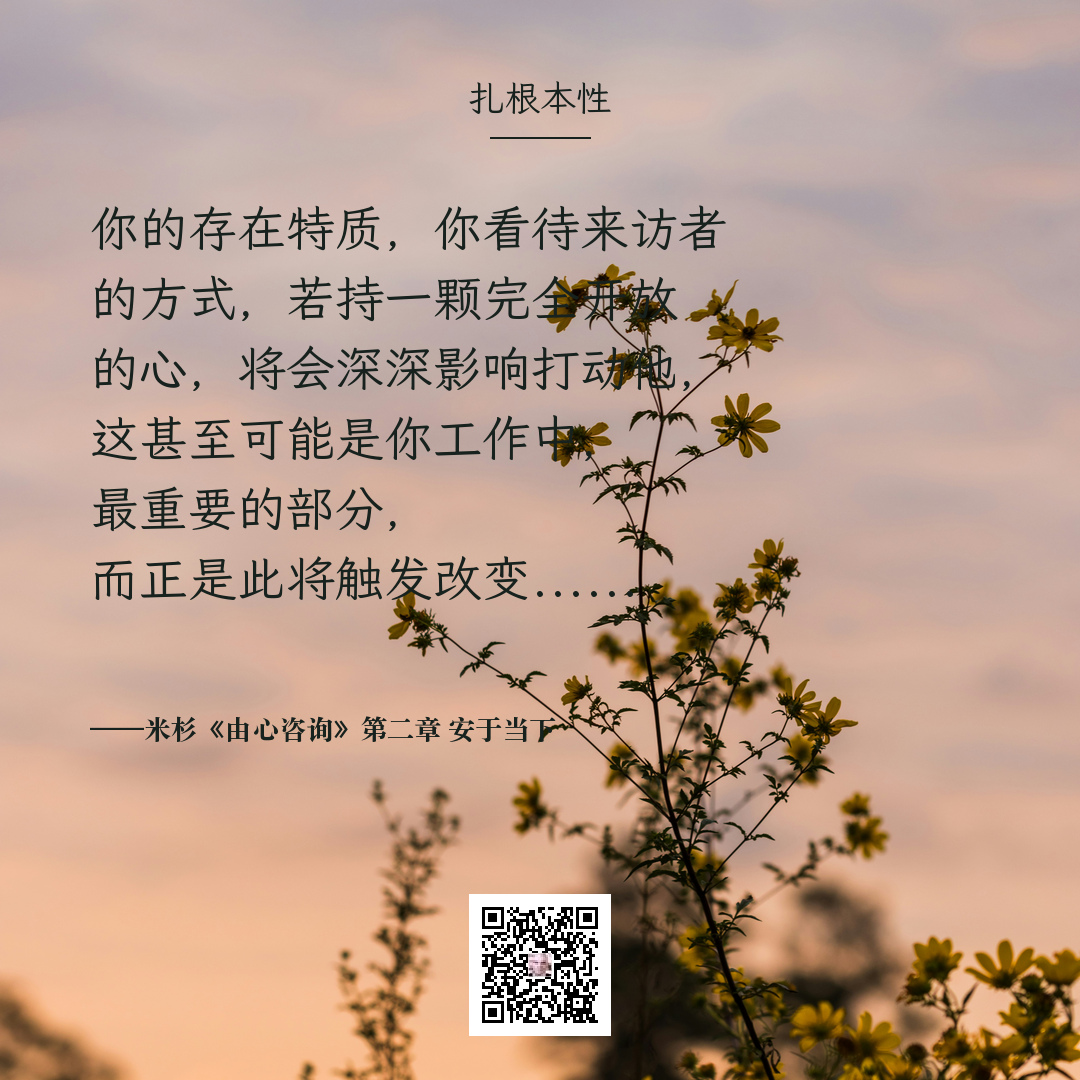 扎根本性
你的存在特质，你看待来访者
的方式，若持一颗完全开放
的心，将会深深影响打动他，
这甚至可能是你工作中，
最重要的部分，
而正是此将触发改变……
——米杉《由心咨询》第二章 安于当下